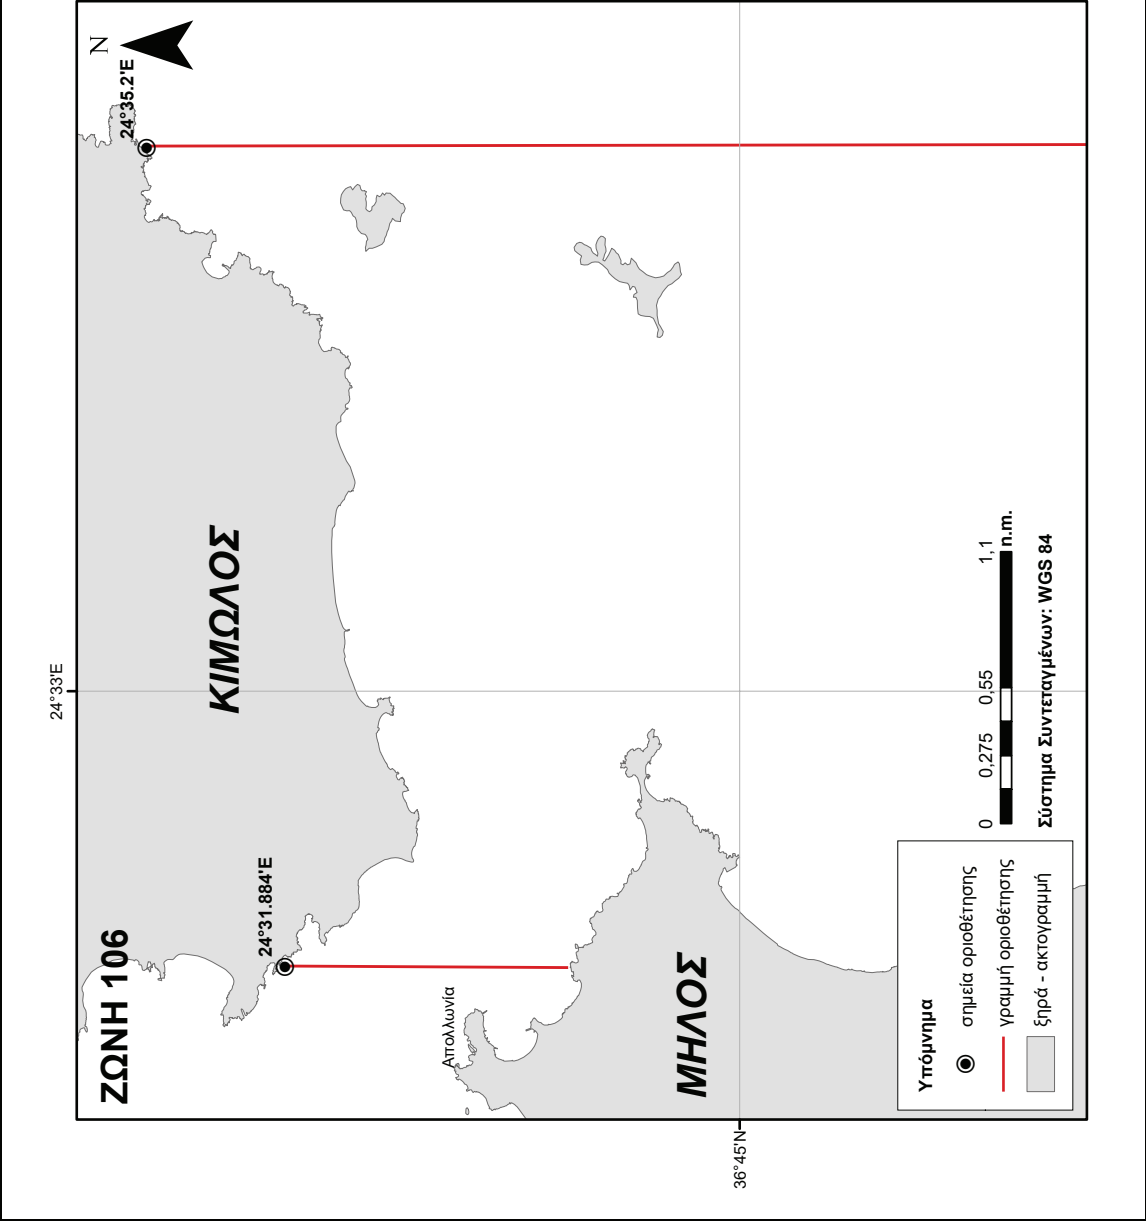 ΖΩΝΗ 106
N
24°33'E
24°35.2'E
24°31.884'E
ΚΙΜΩΛΟΣ
Απολλωνία
ΜΗΛΟΣ
36°45'N
Υπόμνημα
σημεία οριοθέτησης
γραμμή οριοθέτησης
ξηρά - ακτογραμμή
0 0,275 0,55 1,1
n.m.
Σύστημα Συντεταγμένων: WGS 84